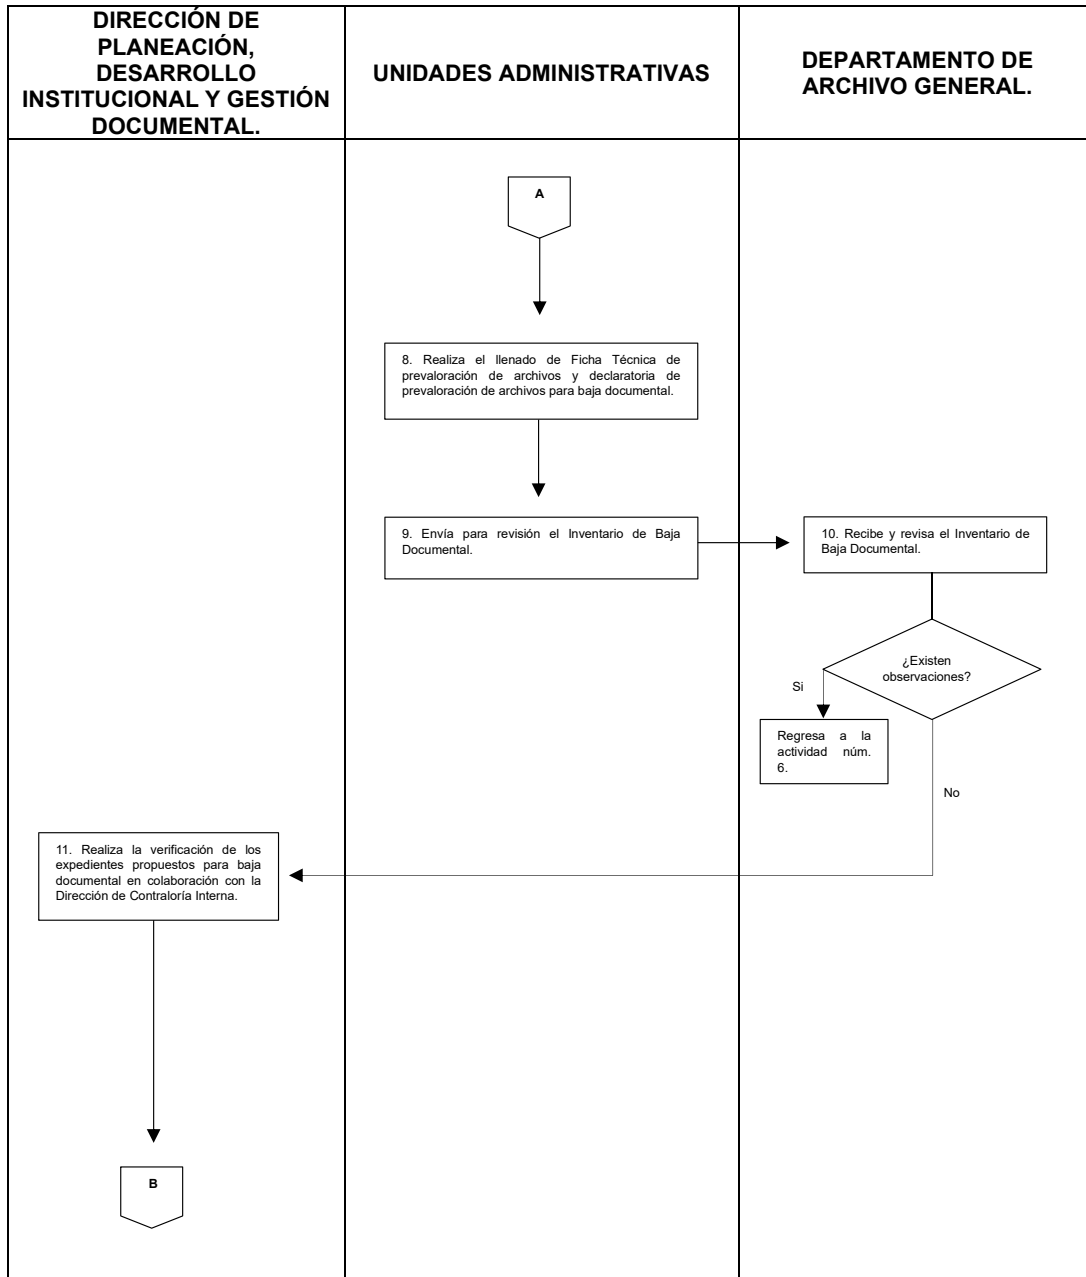 DIRECCIÓN DE
PLANEACIÓN,
DESARROLLO
INSTITUCIONAL Y GESTIÓN
DOCUMENTAL.
UNIDADES ADMINISTRATIVAS
DEPARTAMENTO DE
ARCHIVO GENERAL.
A
8. Realiza el llenado de Ficha Técnica de
prevaloración de archivos y declaratoria de
prevaloración de archivos para baja documental.
9. Envía para revisión el Inventario de Baja
Documental.
10. Recibe y revisa el Inventario de
Baja Documental.
¿Existen
observaciones?
Si
Regresa a la
actividad núm.
6.
No
11. Realiza la verificación de los
expedientes propuestos para baja
documental en colaboración con la
Dirección de Contraloría Interna.
B